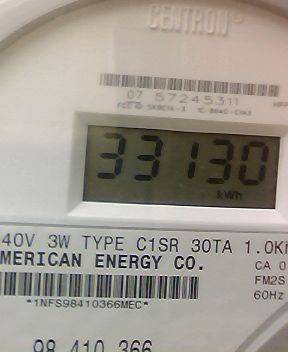 CENTRON
07 57245311
33130
kWh
40V 3W TYPE C1SR 30TA 1.0K
MERICAN ENERGY CO.
CA 0
FM2S
60Hz
*1NFS98410366MEC*
98 410 366